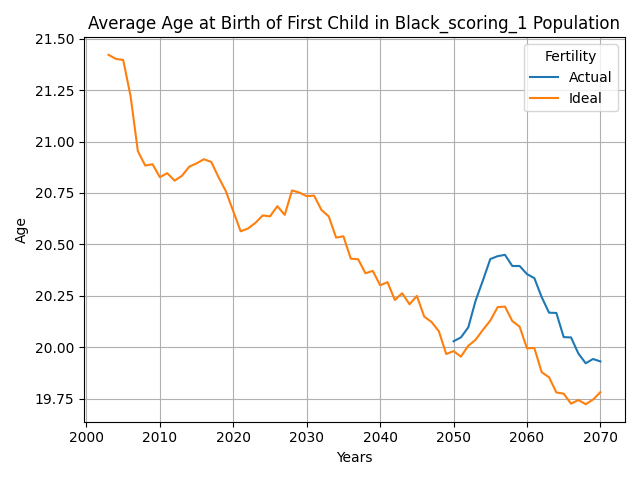 Average Age at Birth of First Child in Black_scoring_1 Population
Fertility
Actual
Ideal
Age
21.50
21.25
21.00
20.75
20.50
20.25
20.00
19.75
2000 2010 2020 2030 2040 2050 2060 2070
Years